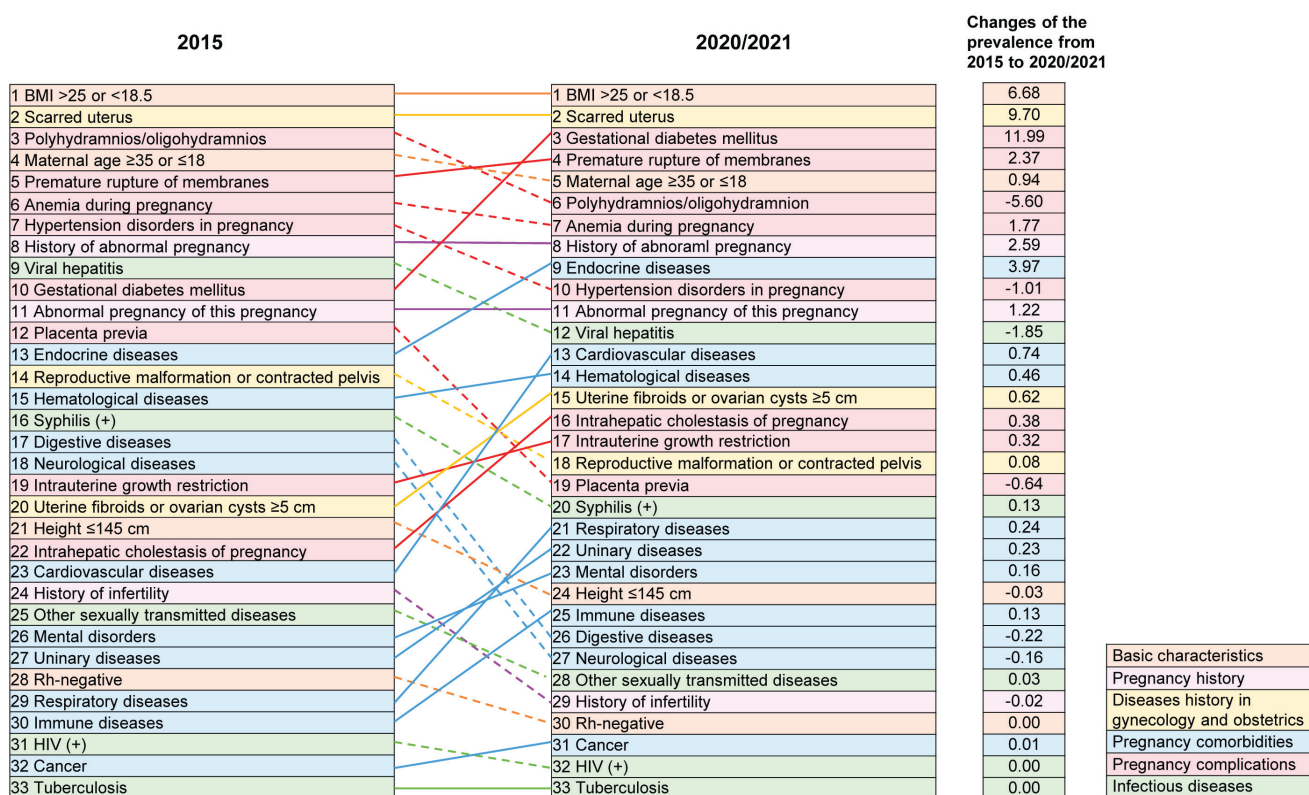 2015
2020/2021
Changes of the
prevalence from
2015 to 2020/2021
1 BMI >25 or <18.5
1 BMI >25 or <18.5
6.68
2 Scarred uterus
2 Scarred uterus
9.70
3 Polyhydramnios/oligohydramnios
3 Gestational diabetes mellitus
11.99
4 Maternal age ≥35 or ≤18
4 Premature rupture of membranes
2.37
5 Premature rupture of membranes
5 Maternal age ≥35 or ≤18
0.94
6 Anemia during pregnancy
6 Polyhydramnios/oligohydramnion
-5.60
7 Hypertension disorders in pregnancy
7 Anemia during pregnancy
1.77
8 History of abnormal pregnancy
8 History of abnoraml pregnancy
2.59
9 Viral hepatitis
9 Endocrine diseases
3.97
10 Gestational diabetes mellitus
10 Hypertension disorders in pregnancy
-1.01
11 Abnormal pregnancy of this pregnancy
11 Abnormal pregnancy of this pregnancy
1.22
12 Placenta previa
12 Viral hepatitis
-1.85
13 Endocrine diseases
13 Cardiovascular diseases
0.74
14 Reproductive malformation or contracted pelvis
14 Hematological diseases
0.46
15 Hematological diseases
15 Uterine fibroids or ovarian cysts ≥5 cm
0.62
16 Syphilis (+)
16 Intrahepatic cholestasis of pregnancy
0.38
17 Digestive diseases
17 Intrauterine growth restriction
0.32
18 Neurological diseases
18 Reproductive malformation or contracted pelvis
0.08
19 Intrauterine growth restriction
19 Placenta previa
-0.64
20 Uterine fibroids or ovarian cysts ≥5 cm
20 Syphilis (+)
0.13
21 Height ≤145 cm
21 Respiratory diseases
0.24
22 Intrahepatic cholestasis of pregnancy
22 Uninary diseases
0.23
23 Cardiovascular diseases
23 Mental disorders
0.16
24 History of infertility
24 Height ≤145 cm
-0.03
25 Other sexually transmitted diseases
25 Immune diseases
0.13
26 Mental disorders
26 Digestive diseases
-0.22
27 Uninary diseases
27 Neurological diseases
-0.16
28 Rh-negative
28 Other sexually transmitted diseases
0.03
29 Respiratory diseases
29 History of infertility
-0.02
30 Immune diseases
30 Rh-negative
0.00
31 HIV (+)
31 Cancer
0.01
32 Cancer
32 HIV (+)
0.00
33 Tuberculosis
33 Tuberculosis
0.00
Basic characteristics
Pregnancy history
Diseases history in
gynecology and obstetrics
Pregnancy comorbidities
Pregnancy complications
Infectious diseases